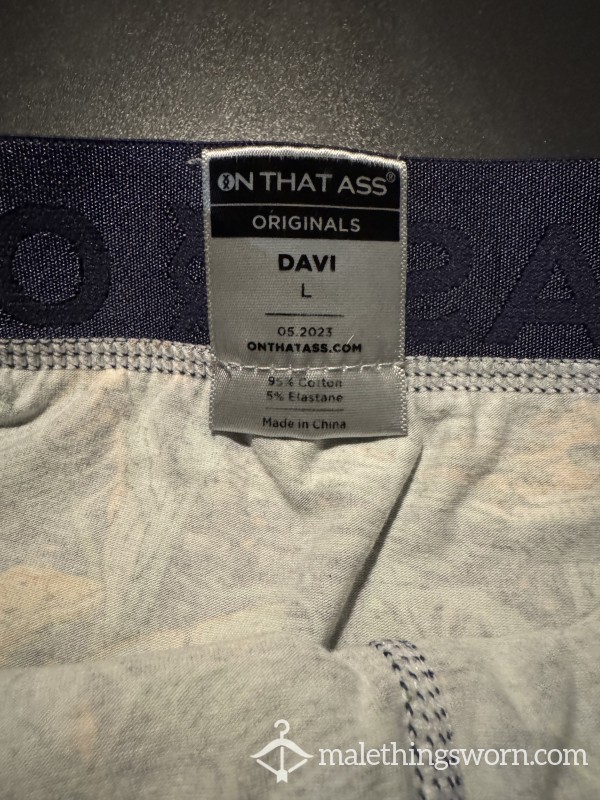 ON THAT ASS®
ORIGINALS
DAVI
L
05.2023
ONTHATASS.COM
95% Cotton
5% Elastane
Made in China
malethingsworn.com